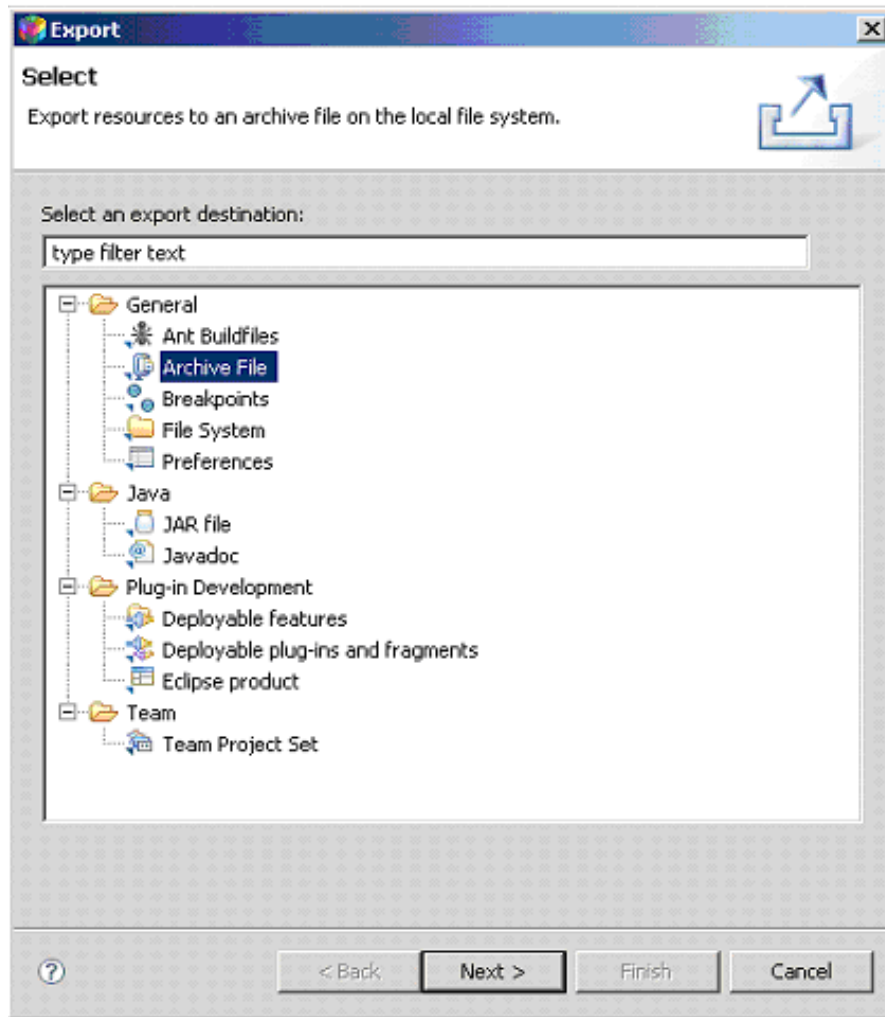 Export
Select
Export resources to an archive file on the local file system.
Select an export destination:
type filter text
General
Ant Buildfiles
Archive File
Breakpoints
File System
Preferences
Java
JAR file
Javadoc
Plug-in Development
Deployable features
Deployable plug-ins and fragments
Eclipse product
Team
Team Project Set
? < Back Next > Finish Cancel